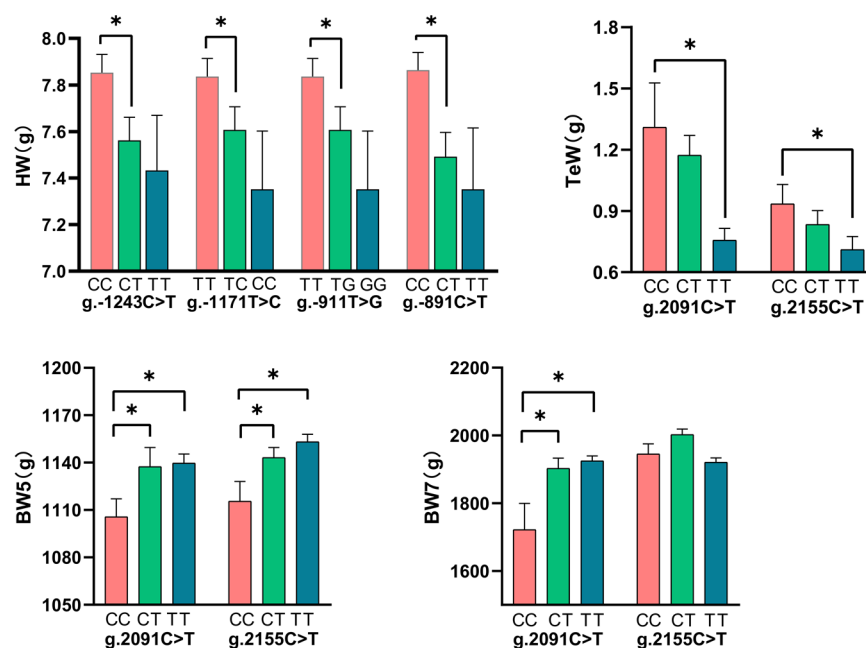 HW(g)
8.0
7.8
7.6
7.4
7.2
7.0
* * * *
CC CT TT TT TC CC TT TG GG CC CT TT
g.-1243C>T g.-1171T>C g.-911T>G g.-891C>T
TeW(g)
1.8
1.5
1.2
0.9
0.6
*
*
CC CT TT CC CT TT
g.2091C>T g.2155C>T
BW5(g)
1200
1170
1140
1110
1080
1050
* *
* *
CC CT TT CC CT TT
g.2091C>T g.2155C>T
BW7(g)
2200
2000
1800
1600
*
*
CC CT TT CC CT TT
g.2091C>T g.2155C>T